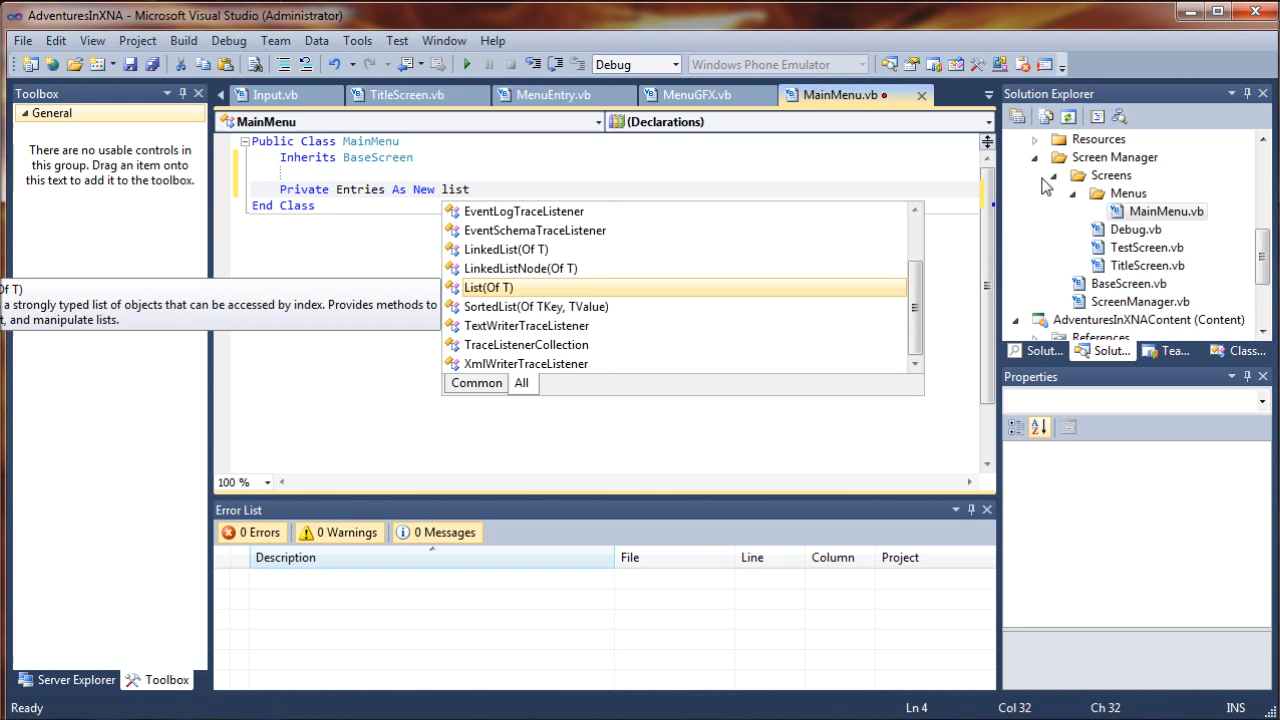 AdventuresInXNA - Microsoft Visual Studio (Administrator)
File Edit View Project Build Debug Team Data Tools Test Window Help
Debug
Windows Phone Emulator
Toolbox
General
There are no usable controls in
this group. Drag an item onto
this text to add it to the toolbox.
Input.vb TitleScreen.vb MenuEntry.vb MenuGFX.vb MainMenu.vb
MainMenu
(Declarations)
Public Class MainMenu
Inherits BaseScreen
Private Entries As New list
End Class
EventLogTraceListener
EventSchemaTraceListener
LinkedList(Of T)
LinkedListNode(Of T)
List(Of T)
SortedList(Of TKey, TValue)
TextWriterTraceListener
TraceListenerCollection
XmlWriterTraceListener
Common All
Of T)
a strongly typed list of objects that can be accessed by index. Provides methods to
, and manipulate lists.
100 %
Error List
0 Errors 0 Warnings 0 Messages
Description File Line Column Project
Solution Explorer
Resources
Screen Manager
Screens
Menus
MainMenu.vb
Debug.vb
TestScreen.vb
TitleScreen.vb
BaseScreen.vb
ScreenManager.vb
AdventuresInXNAContent (Content)
References
Solut... Solut... Tea... Class...
Properties
Server Explorer Toolbox
Ready
Ln 4 Col 32 Ch 32 INS